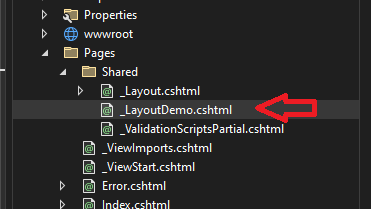 Properties
wwwroot
Pages
Shared
_Layout.cshtml
_LayoutDemo.cshtml
_ValidationScriptsPartial.cshtml
_ViewImports.cshtml
_ViewStart.cshtml
Error.cshtml
Index.cshtml